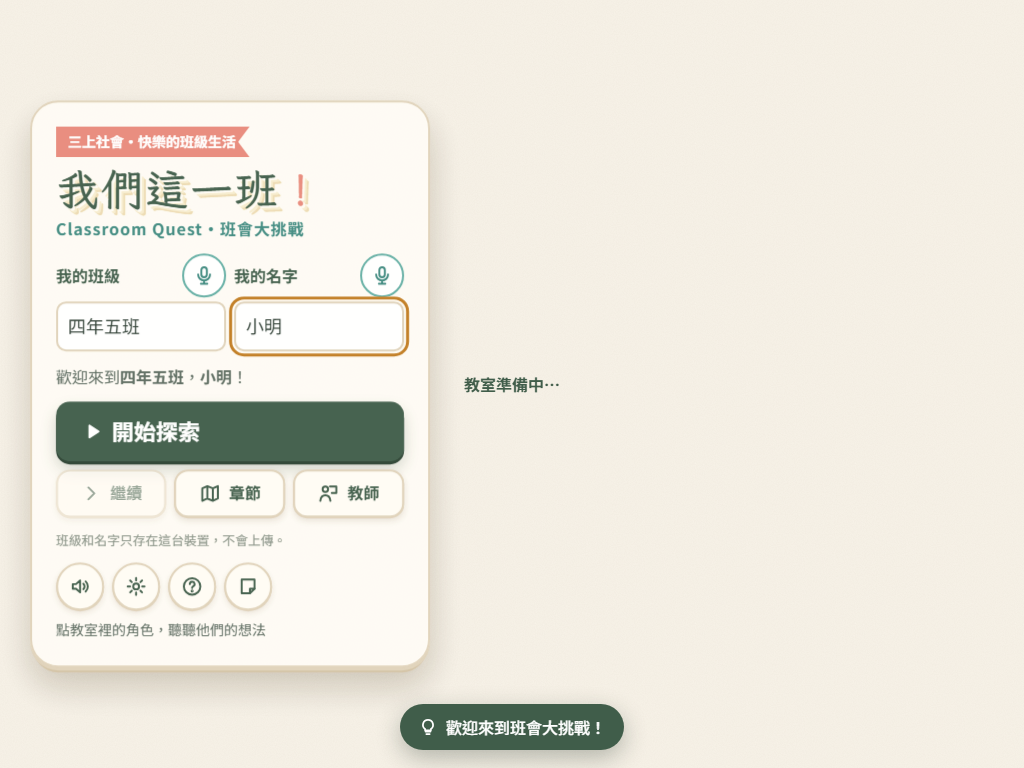 三上社會・快樂的班級生活
我們這一班！
Classroom Quest・班會大挑戰
我的班級
我的名字
四年五班
小明
歡迎來到四年五班，小明！
開始探索
繼續
章節
教師
班級和名字只存在這台裝置，不會上傳。
點教室裡的角色，聽聽他們的想法
教室準備中⋯
歡迎來到班會大挑戰！